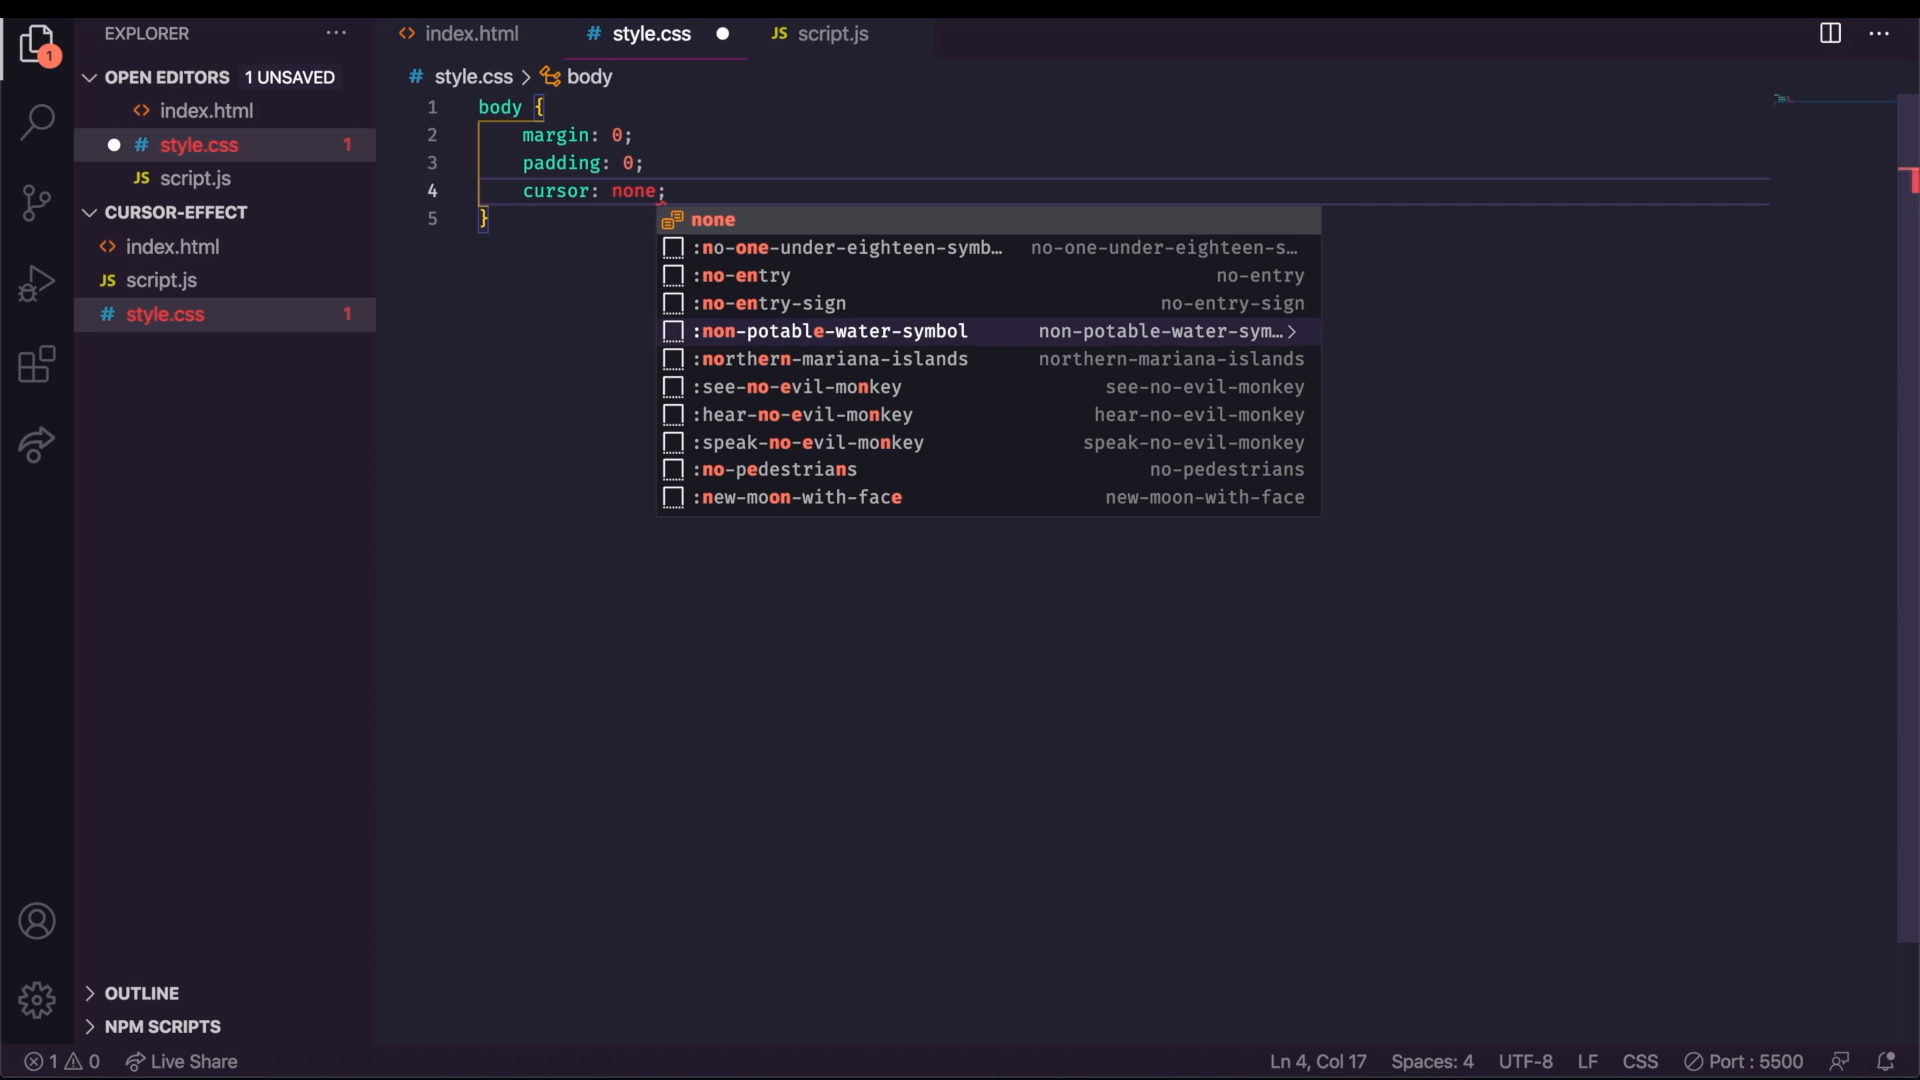 EXPLORER
index.html
# style.css
JS script.js
1
OPEN EDITORS 1 UNSAVED
# style.css > body
<> index.html
# style.css 1
JS script.js
CURSOR-EFFECT
<> index.html
JS script.js
# style.css 1
1 body {
2 margin: 0;
3 padding: 0;
4 cursor: none;
5 }
none
:no-one-under-eighteen-symb… no-one-under-eighteen-s…
:no-entry no-entry
:no-entry-sign no-entry-sign
:non-potable-water-symbol non-potable-water-sym…>
:northern-mariana-islands northern-mariana-islands
:see-no-evil-monkey see-no-evil-monkey
:hear-no-evil-monkey hear-no-evil-monkey
:speak-no-evil-monkey speak-no-evil-monkey
:no-pedestrians no-pedestrians
:new-moon-with-face new-moon-with-face
OUTLINE
NPM SCRIPTS
1 0 Live Share Ln 4, Col 17 Spaces: 4 UTF-8 LF CSS Port : 5500